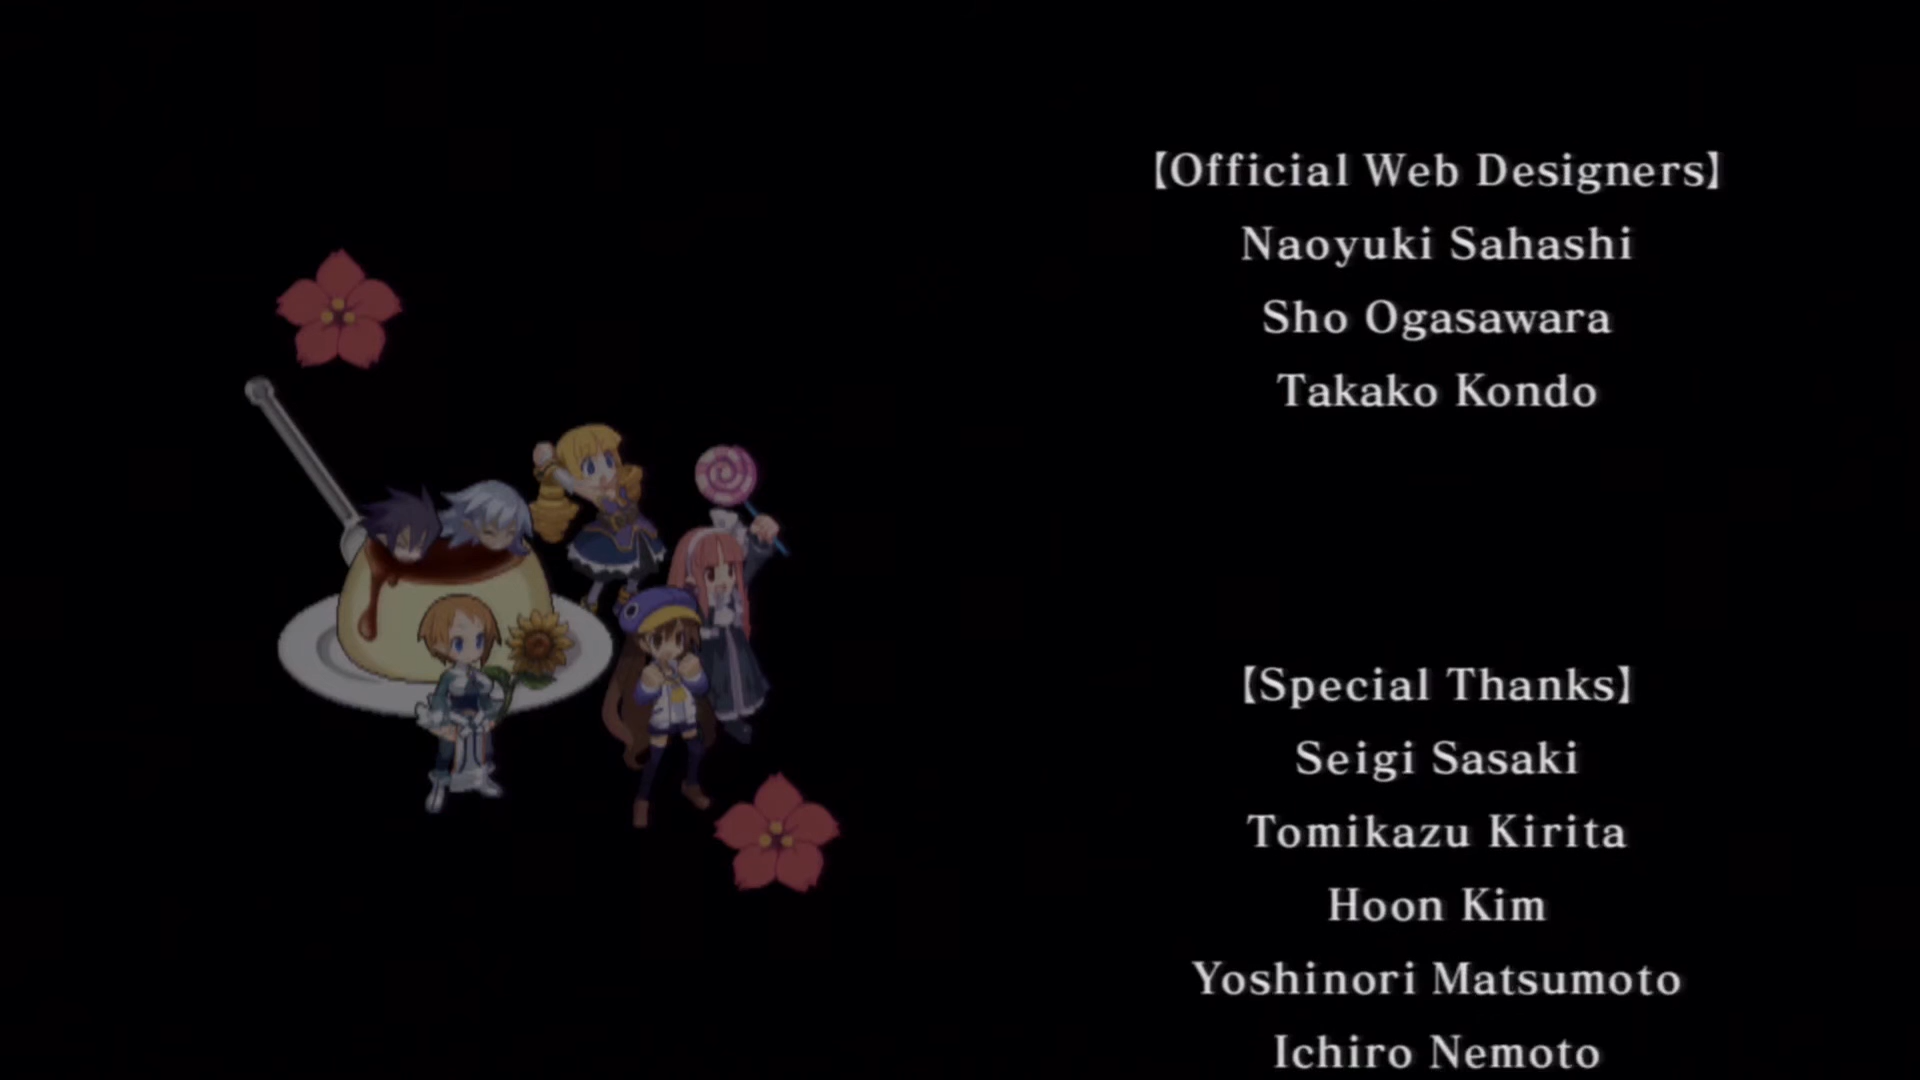 【Official Web Designers】
Naoyuki Sahashi
Sho Ogasawara
Takako Kondo
【Special Thanks】
Seigi Sasaki
Tomikazu Kirita
Hoon Kim
Yoshinori Matsumoto
Ichiro Nemoto